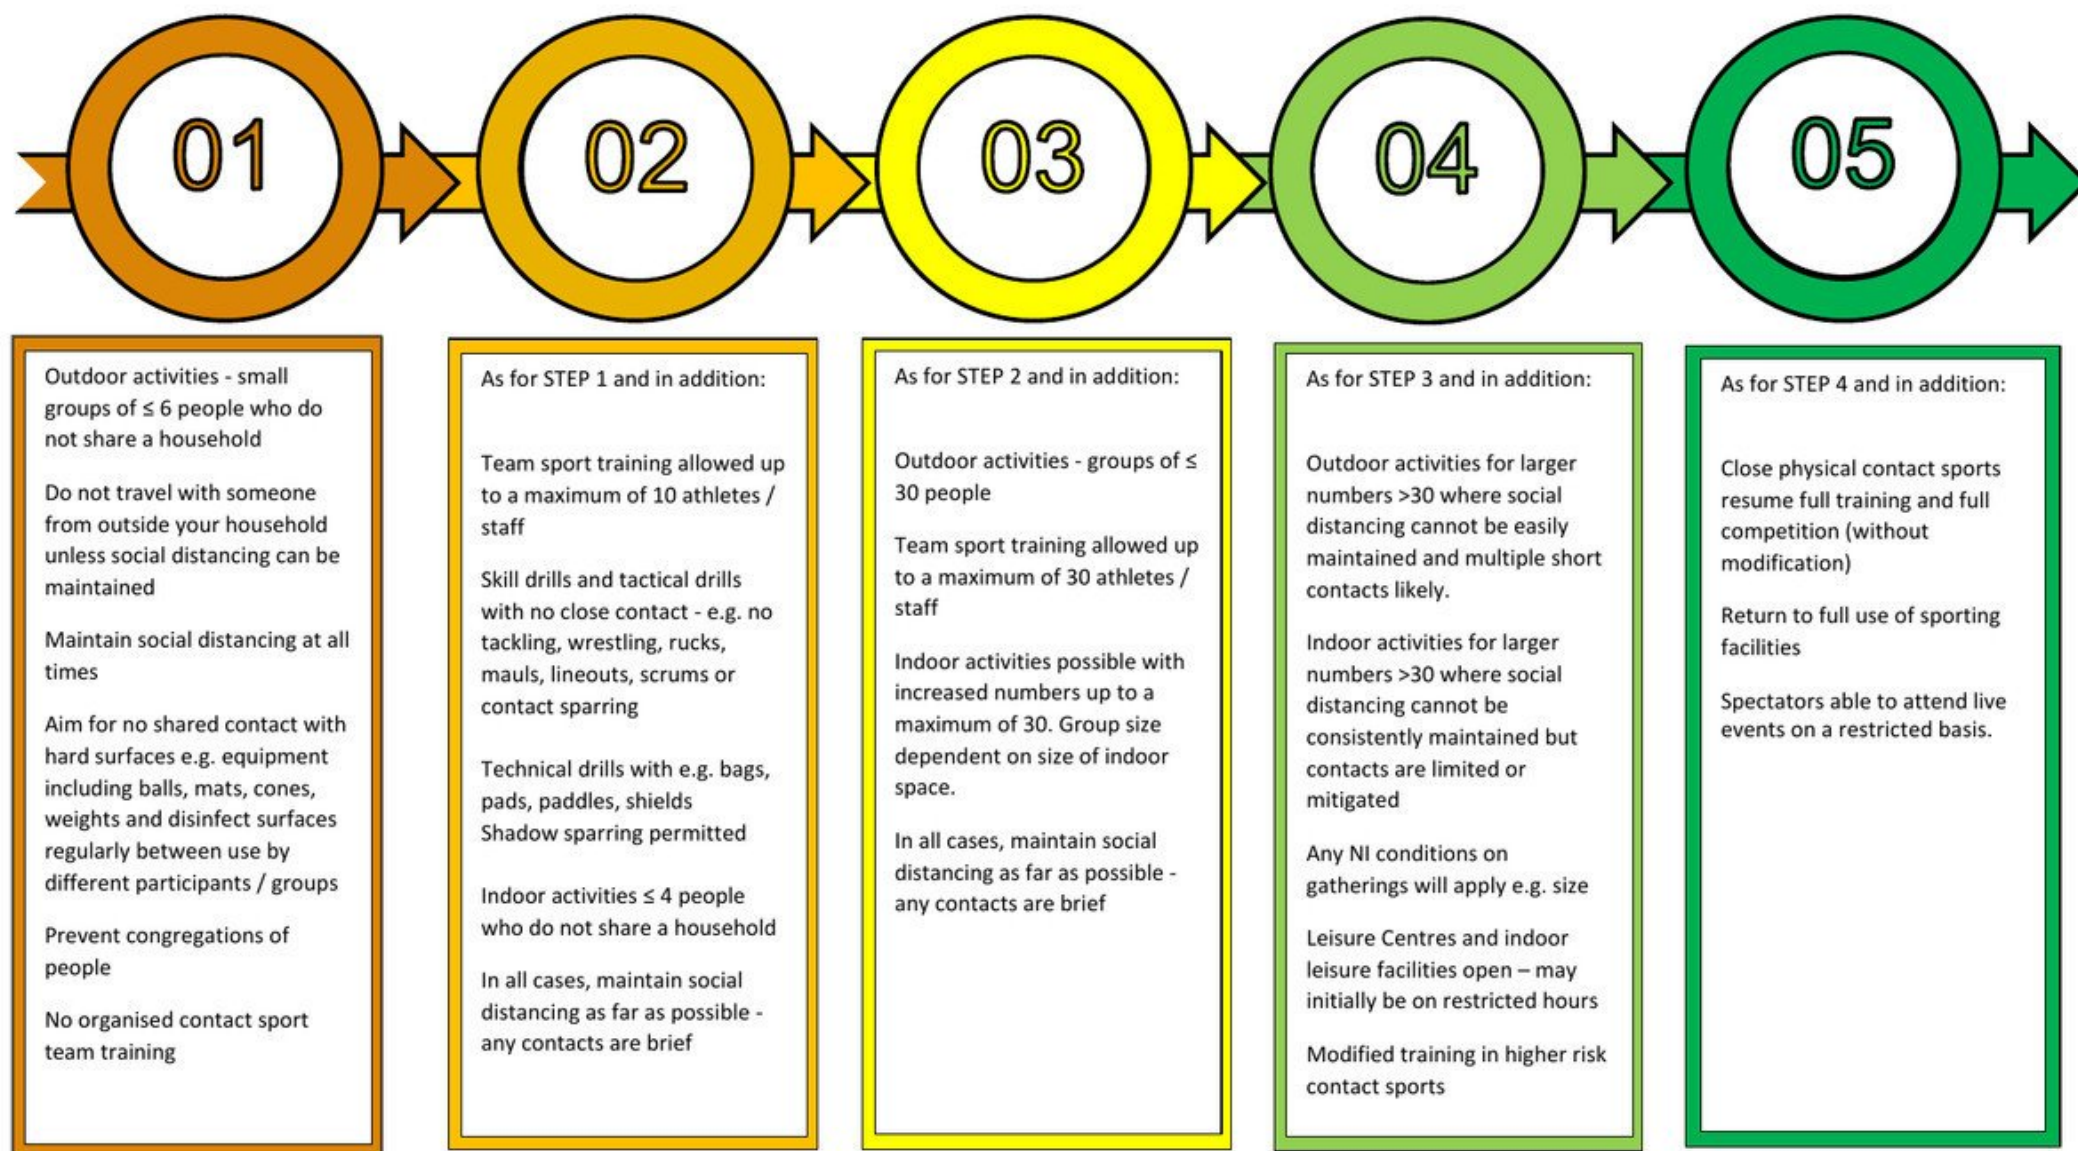 01
02
03
04
05
Outdoor activities - small
groups of ≤ 6 people who do
not share a household
Do not travel with someone
from outside your household
unless social distancing can be
maintained
Maintain social distancing at all
times
Aim for no shared contact with
hard surfaces e.g. equipment
including balls, mats, cones,
weights and disinfect surfaces
regularly between use by
different participants / groups
Prevent congregations of
people
No organised contact sport
team training
As for STEP 1 and in addition:
Team sport training allowed up
to a maximum of 10 athletes /
staff
Skill drills and tactical drills
with no close contact - e.g. no
tackling, wrestling, rucks,
mauls, lineouts, scrums or
contact sparring
Technical drills with e.g. bags,
pads, paddles, shields
Shadow sparring permitted
Indoor activities ≤ 4 people
who do not share a household
In all cases, maintain social
distancing as far as possible -
any contacts are brief
As for STEP 2 and in addition:
Outdoor activities - groups of ≤
30 people
Team sport training allowed up
to a maximum of 30 athletes /
staff
Indoor activities possible with
increased numbers up to a
maximum of 30. Group size
dependent on size of indoor
space.
In all cases, maintain social
distancing as far as possible -
any contacts are brief
As for STEP 3 and in addition:
Outdoor activities for larger
numbers >30 where social
distancing cannot be easily
maintained and multiple short
contacts likely.
Indoor activities for larger
numbers >30 where social
distancing cannot be
consistently maintained but
contacts are limited or
mitigated
Any NI conditions on
gatherings will apply e.g. size
Leisure Centres and indoor
leisure facilities open – may
initially be on restricted hours
Modified training in higher risk
contact sports
As for STEP 4 and in addition:
Close physical contact sports
resume full training and full
competition (without
modification)
Return to full use of sporting
facilities
Spectators able to attend live
events on a restricted basis.